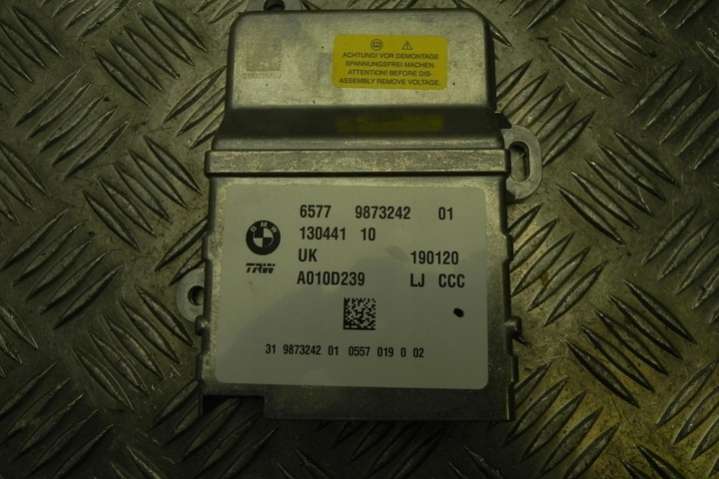 ACHTUNG! VOR DEMONTAGE
SPANNUNGSFREI MACHEN.
ATTENTION! BEFORE DIS-
ASSEMBLY REMOVE VOLTAGE.
6577 9873242 01
130441 10
UK 190120
A010D239 LJ CCC
BMW
TRW
31 9873242 01 0557 019 0 02